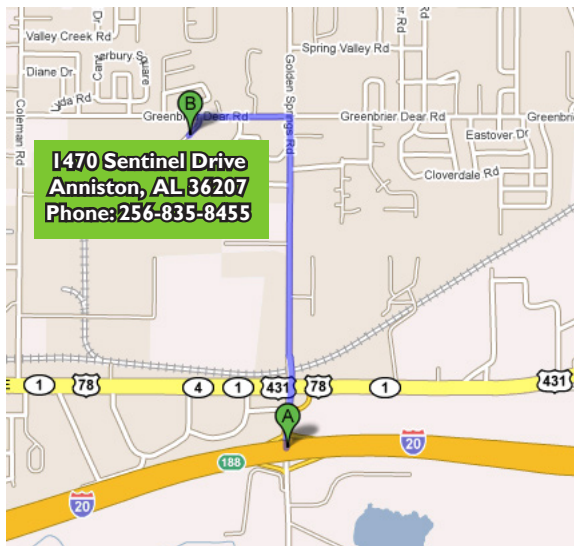 Valley Creek Rd
Spring Valley Rd
Diane Dr
Square
Golden Springs Rd
Coleman Rd
B
Greenbrier Dear Rd
Greenbrier Dear Rd
Greenbrie
Eastover
Cloverdale Rd
1470 Sentinel Drive
Anniston, AL 36207
Phone: 256-835-8455
1
78
4
1
431
78
1
431
A
20
188
20